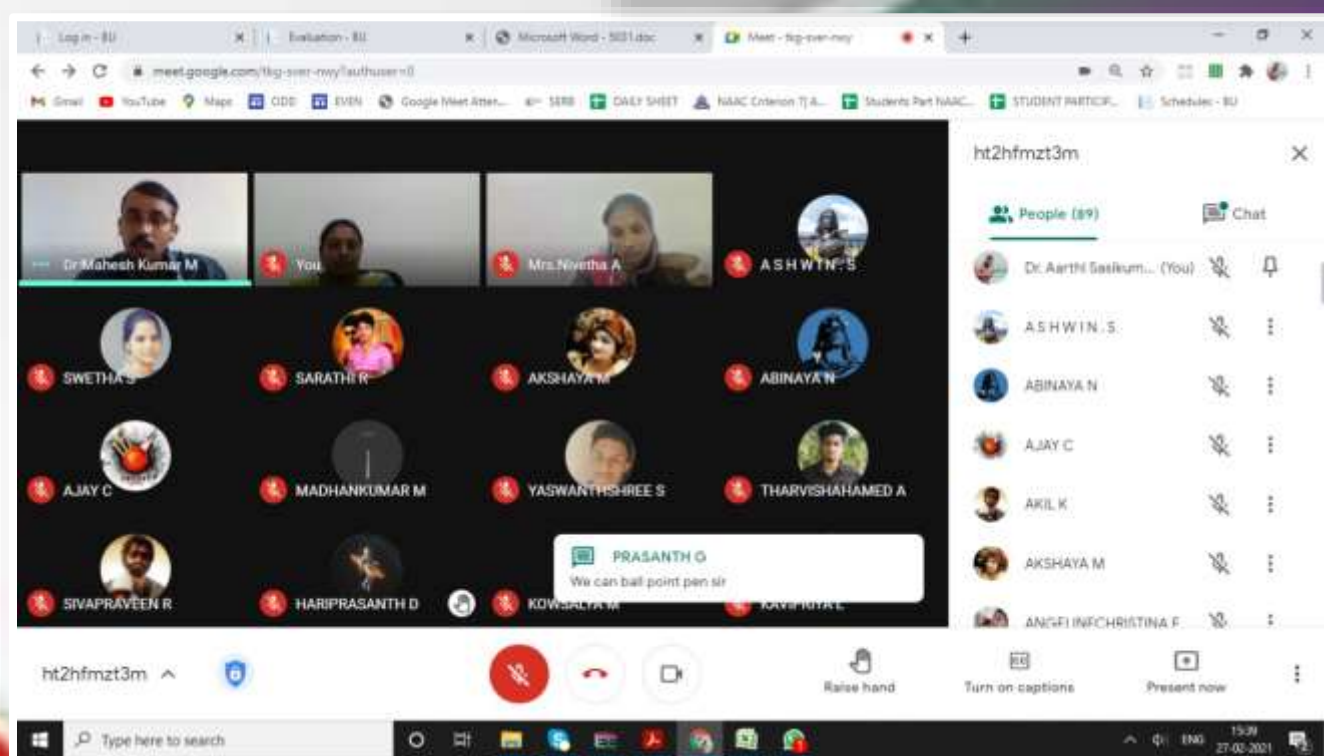 Log in - BU
Evaluation - BU
Microsoft Word - 5031.doc
Meet - tkg-sver-nwy
meet.google.com/tkg-sver-nwy?authuser=0
Gmail YouTube Maps ODD EVEN Google Meet Atten... SERB DAILY SHEET NAAC Criterion 7| A... Students Part NAAC... STUDENT PARTICIP... Schedules - BU
ht2hfmzt3m
People (89)
Chat
Dr.Mahesh Kumar M
You
Mrs.Nivetha A
A S H W I N . S
SWETHA S
SARATHI R
AKSHAYA M
ABINAYA N
AJAY C
MADHANKUMAR M
YASWANTHSHREE S
THARVISHAHAMED A
SIVAPRAVEEN R
HARIPRASANTH D
KOWSALYA M
KAVIPRIYA L
PRASANTH G
We can ball point pen sir
Dr. Aarthi Sasikum... (You)
A S H W I N . S
ABINAYA N
AJAY C
AKIL K
AKSHAYA M
ANGELINECHRISTINA F
ht2hfmzt3m
Raise hand
Turn on captions
Present now
Type here to search
ENG
15:39
27-02-2021